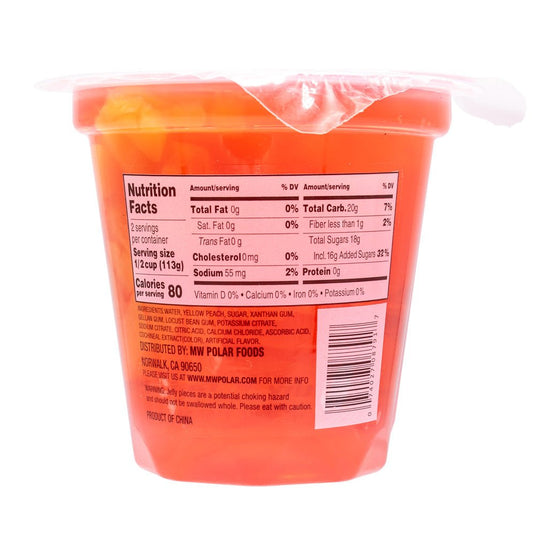 Nutrition
Facts
2 servings
per container
Serving size
1/2 cup (113g)
Calories
per serving 80
Amount/serving % DV
Total Fat 0g 0%
Sat. Fat 0g 0%
Trans Fat 0 g
Cholesterol 0mg 0%
Sodium 55 mg 2%
Amount/serving % DV
Total Carb. 20g 7%
Fiber less than 1g 2%
Total Sugars 18g
Incl. 16g Added Sugars 32%
Protein 0g
Vitamin D 0% • Calcium 0% • Iron 0% • Potassium 0%
INGREDIENTS: WATER, YELLOW PEACH, SUGAR, XANTHAN GUM,
GELLAN GUM, LOCUST BEAN GUM, POTASSIUM CITRATE,
SODIUM CITRATE, CITRIC ACID, CALCIUM CHLORIDE, ASCORBIC ACID,
COCHINEAL EXTRACT(COLOR), ARTIFICIAL FLAVOR.
DISTRIBUTED BY: MW POLAR FOODS
NORWALK, CA 90650
PLEASE VISIT US AT WWW.MWPOLAR.COM FOR MORE INFO
WARNING: Jelly pieces are a potential choking hazard
and should not be swallowed whole. Please eat with caution.
PRODUCT OF CHINA